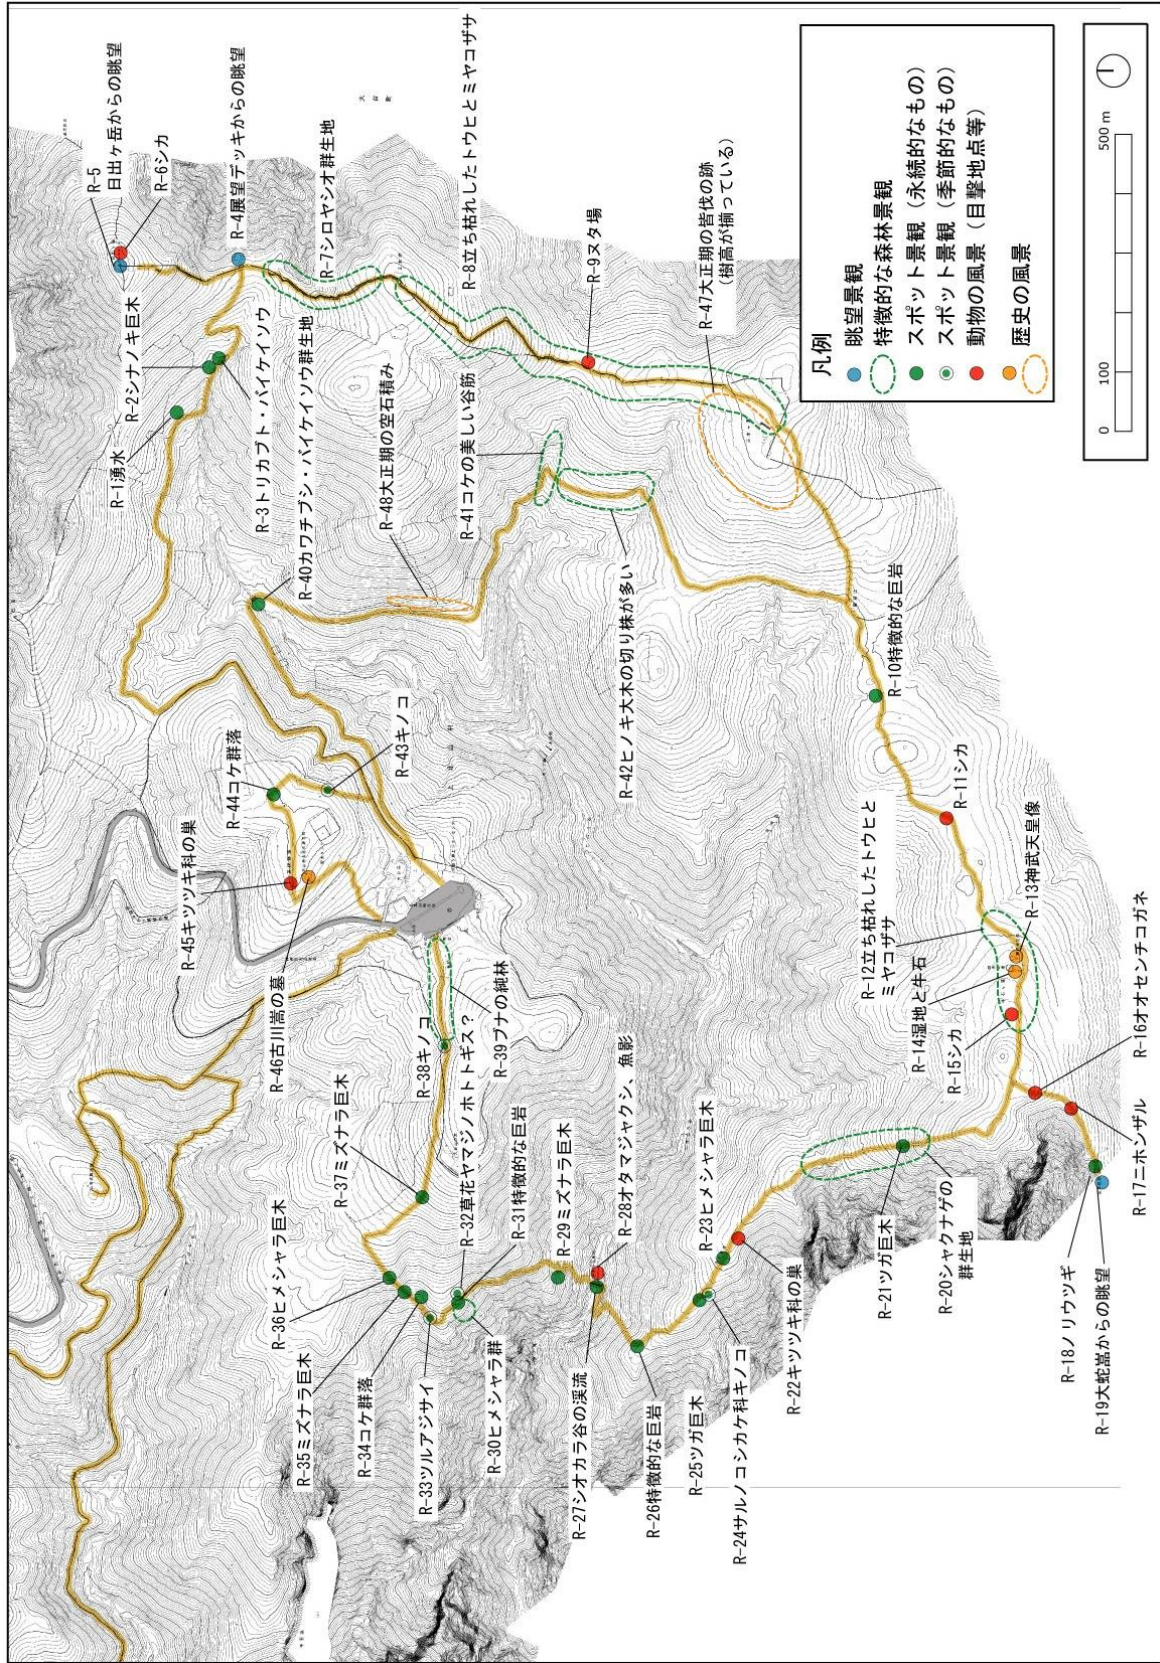 R-5
日出ヶ岳からの眺望
R-6シカ
R-4展望デッキからの眺望
R-2シナノキ巨木
R-1湧水
R-3トリカブト・バイケイソウ
R-7シロヤシオ群生地
R-40カワチブシ・バイケイソウ群生地
R-8立ち枯れしたトウヒとミヤコザサ
R-48大正期の空石積み
R-9ヌタ場
R-41コケの美しい谷筋
R-47大正期の皆伐の跡
(樹高が揃っている)
R-42ヒノキ大木の切り株が多い
R-10特徴的な巨岩
R-44コケ群落
R-43キノコ
R-45キツツキ科の巣
R-46古川嵩の墓
R-39ブナの純林
R-38キノコ
R-11シカ
R-12立ち枯れしたトウヒと
ミヤコザサ
R-13神武天皇像
R-14湿地と牛石
R-15シカ
R-16オオセンチコガネ
R-17ニホンザル
R-18ノリウツギ
R-19大蛇嵓からの眺望
R-20シャクナゲの
群生地
R-21ツガ巨木
R-22キツツキ科の巣
R-23ヒメシャラ巨木
R-24サルノコシカケ科キノコ
R-25ツガ巨木
R-26特徴的な巨岩
R-27シオカラ谷の渓流
R-28オタマジャクシ、魚影
R-29ミズナラ巨木
R-30ヒメシャラ群
R-31特徴的な巨岩
R-32草花ヤマジノホトトギス?
R-33ツルアジサイ
R-34コケ群落
R-35ミズナラ巨木
R-36ヒメシャラ巨木
R-37ミズナラ巨木
凡例
眺望景観
特徴的な森林景観
スポット景観(永続的なもの)
スポット景観(季節的なもの)
動物の風景(目撃地点等)
歴史の風景
0 100 500 m